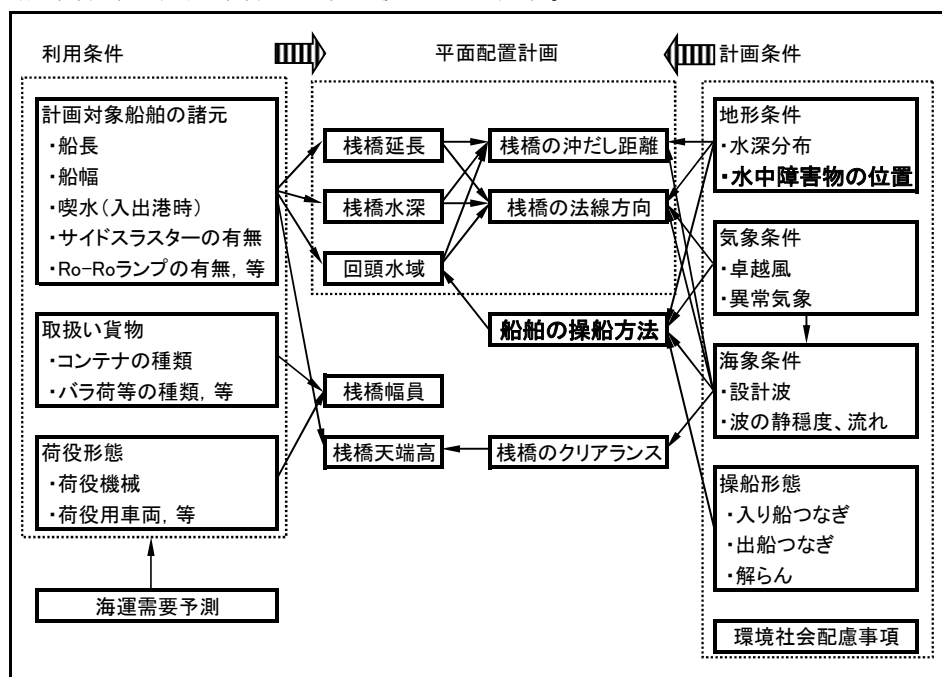 利用条件
平面配置計画
計画条件
計画対象船舶の諸元
・船長
・船幅
・喫水(入出港時)
・サイドスラスターの有無
・Ro-Roランプの有無, 等
取扱い貨物
・コンテナの種類
・バラ荷等の種類, 等
荷役形態
・荷役機械
・荷役用車両, 等
海運需要予測
桟橋延長
桟橋水深
回頭水域
桟橋幅員
桟橋天端高
桟橋の沖だし距離
桟橋の法線方向
船舶の操船方法
桟橋のクリアランス
地形条件
・水深分布
・水中障害物の位置
気象条件
・卓越風
・異常気象
海象条件
・設計波
・波の静穏度、流れ
操船形態
・入り船つなぎ
・出船つなぎ
・解らん
環境社会配慮事項